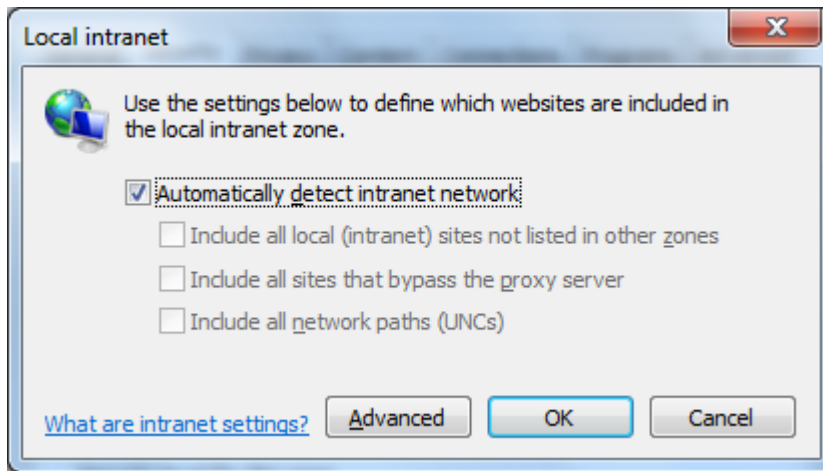 Local intranet
Use the settings below to define which websites are included in
the local intranet zone.
Automatically detect intranet network
Include all local (intranet) sites not listed in other zones
Include all sites that bypass the proxy server
Include all network paths (UNCs)
What are intranet settings?
Advanced
OK
Cancel